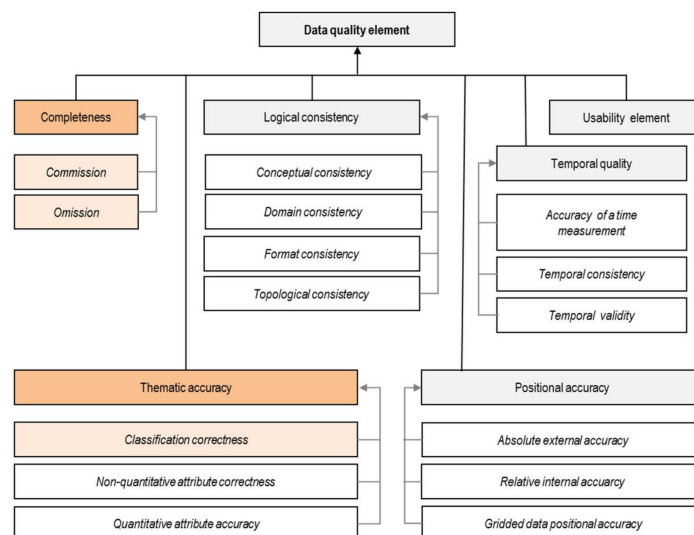 Data quality element
Completeness
Commission
Omission
Logical consistency
Conceptual consistency
Domain consistency
Format consistency
Topological consistency
Usability element
Temporal quality
Accuracy of a time
measurement
Temporal consistency
Temporal validity
Thematic accuracy
Classification correctness
Non-quantitative attribute correctness
Quantitative attribute accuracy
Positional accuracy
Absolute external accuracy
Relative internal accuarcy
Gridded data positional accuracy